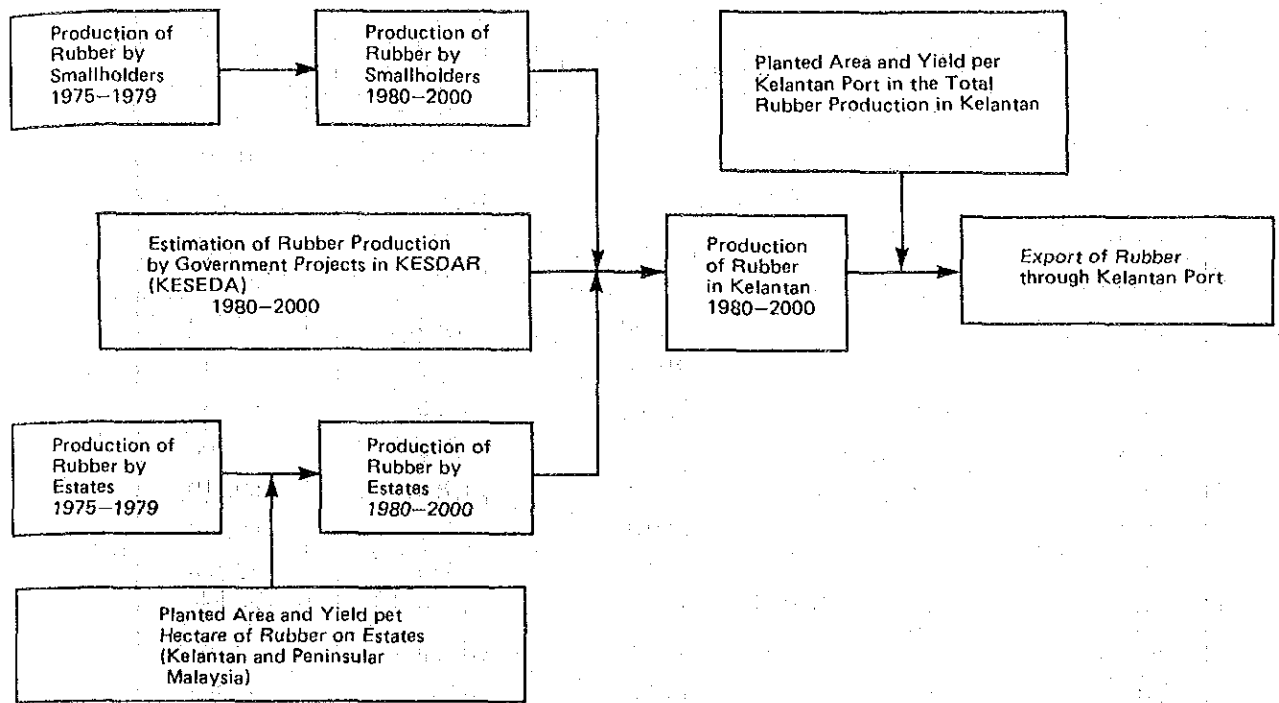 Production of
Rubber by
Smallholders
1975–1979
Production of
Rubber by
Smallholders
1980–2000
Planted Area and Yield per
Kelantan Port in the Total
Rubber Production in Kelantan
Estimation of Rubber Production
by Government Projects in KESDAR
(KESEDA)
1980–2000
Production
of Rubber
in Kelantan
1980–2000
Export of Rubber
through Kelantan Port
Production of
Rubber by
Estates
1975–1979
Production of
Rubber by
Estates
1980–2000
Planted Area and Yield pet
Hectare of Rubber on Estates
(Kelantan and Peninsular
Malaysia)